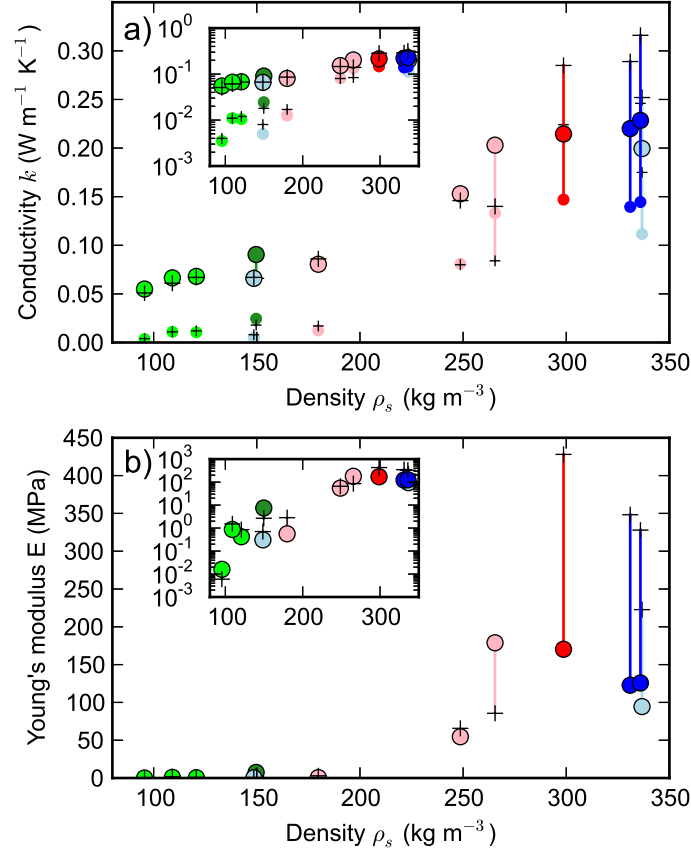 a)
Conductivity k (W m⁻¹ K⁻¹)
0.30
0.25
0.20
0.15
0.10
0.05
0.00
10⁰
10⁻¹
10⁻²
10⁻³
100 200 300
100 150 200 250 300 350
Density ρₛ (kg m⁻³)
b)
Young's modulus E (MPa)
450
400
350
300
250
200
150
100
50
0
10³
10²
10¹
10⁰
10⁻¹
10⁻²
10⁻³
100 200 300
100 150 200 250 300 350
Density ρₛ (kg m⁻³)